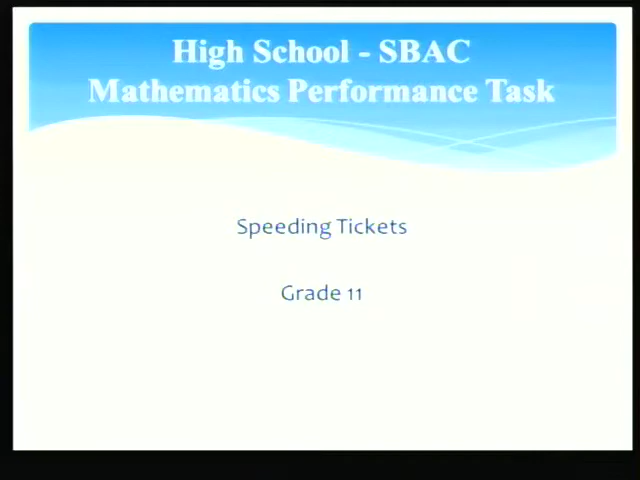 High School - SBAC
Mathematics Performance Task
Speeding Tickets
Grade 11